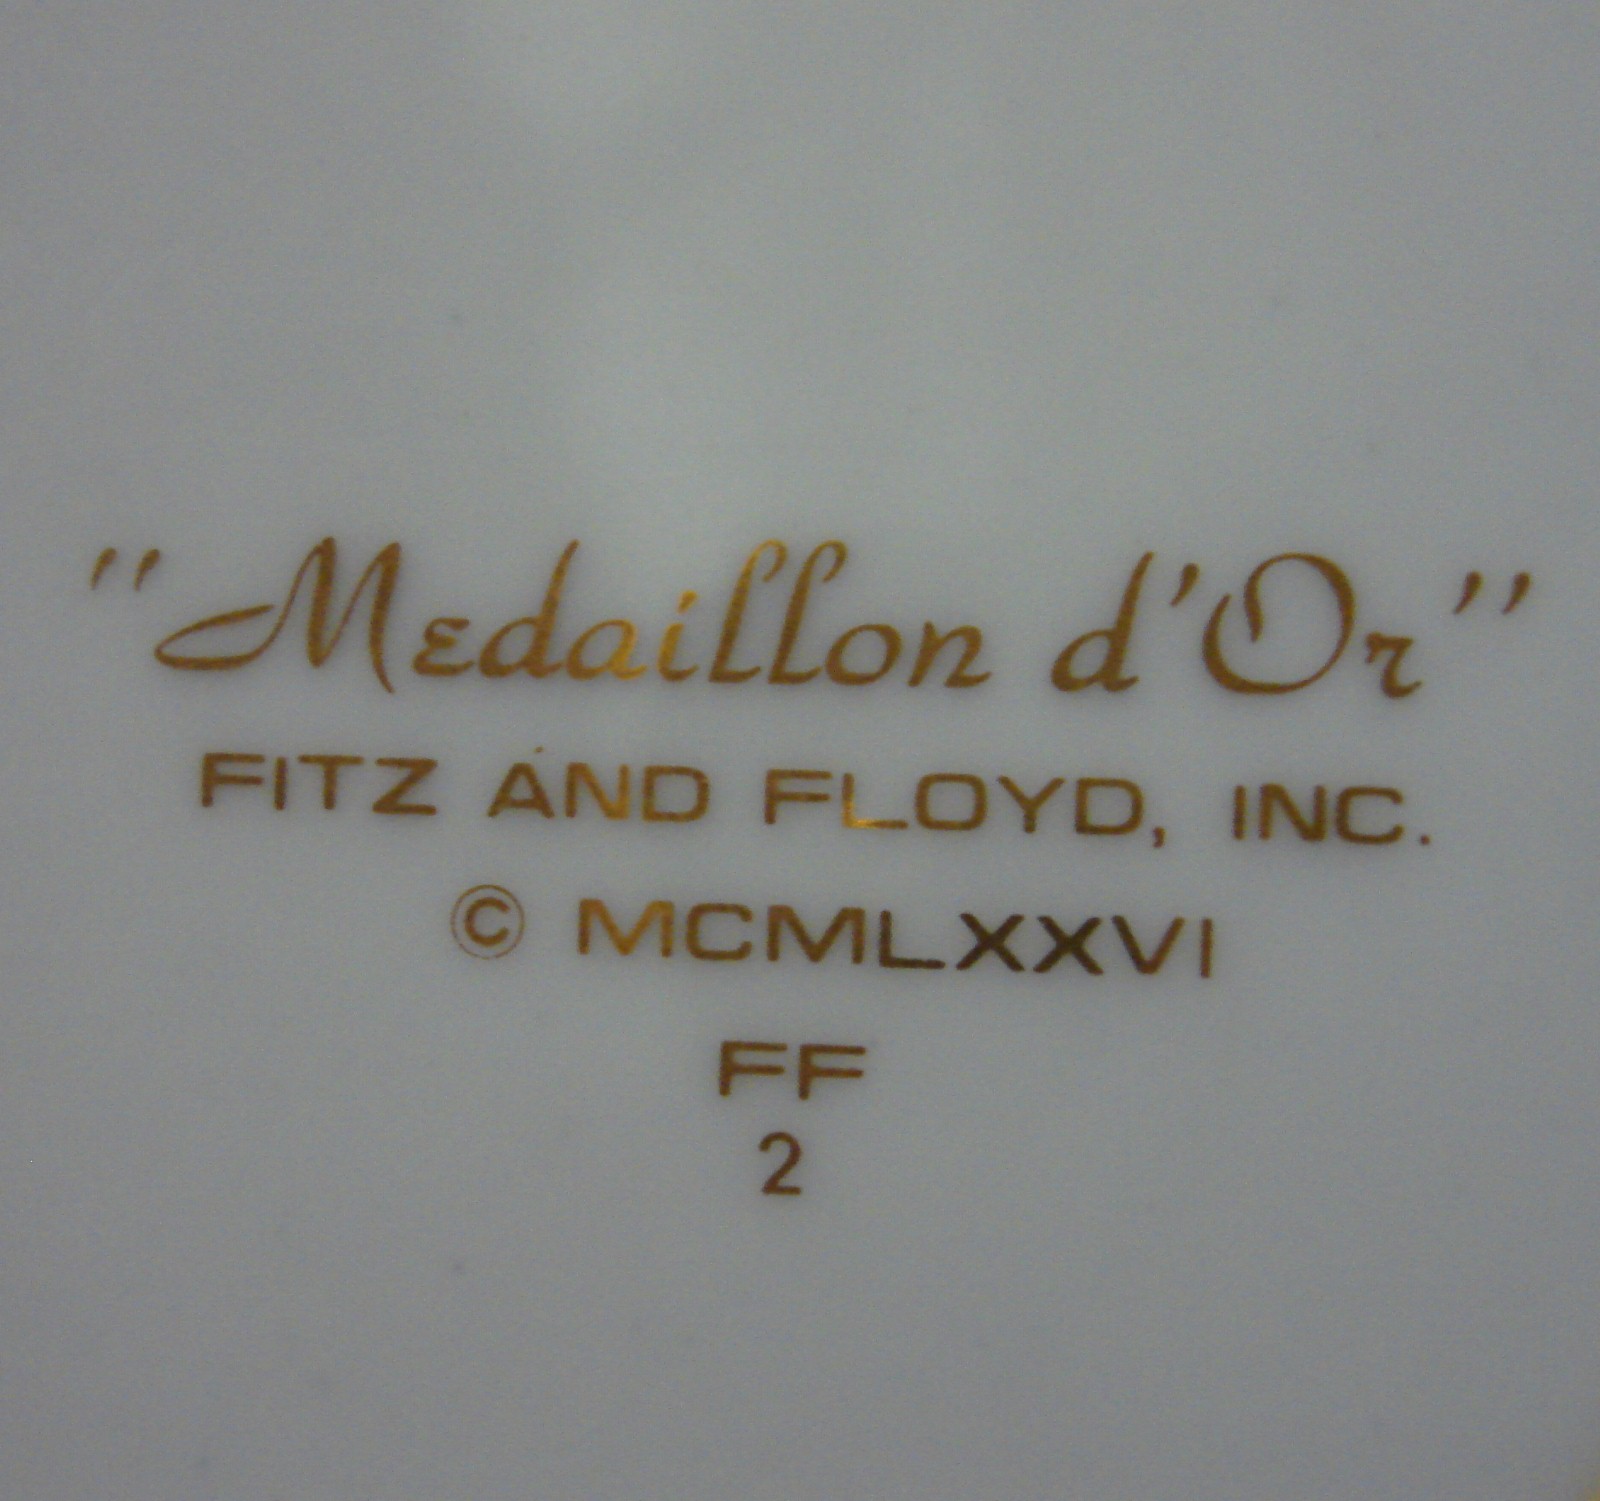 "Medaillon d'Or"
FITZ AND FLOYD, INC.
© MCMLXXVI
FF
2